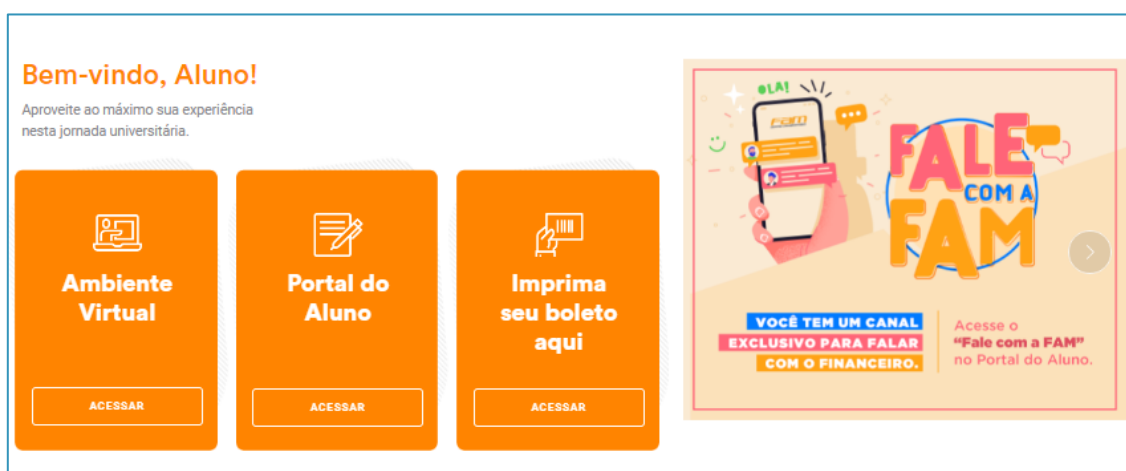 Bem-vindo, Aluno!
Aproveite ao máximo sua experiência
nesta jornada universitária.
Ambiente
Virtual
ACESSAR
Portal do
Aluno
ACESSAR
Imprima
seu boleto
aqui
ACESSAR
OLA!
Fam
FALE
COM A
FAM
VOCÊ TEM UM CANAL
EXCLUSIVO PARA FALAR
COM O FINANCEIRO.
Acesse o
“Fale com a FAM”
no Portal do Aluno.